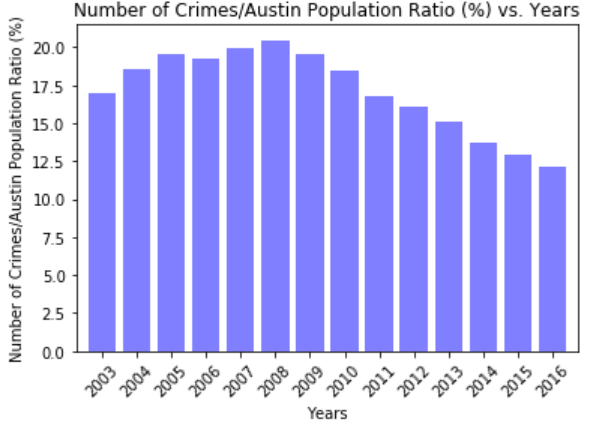 Number of Crimes/Austin Population Ratio (%) vs. Years
Number of Crimes/Austin Population Ratio (%)
20.0
17.5
15.0
12.5
10.0
7.5
5.0
2.5
0.0
2003 2004 2005 2006 2007 2008 2009 2010 2011 2012 2013 2014 2015 2016
Years